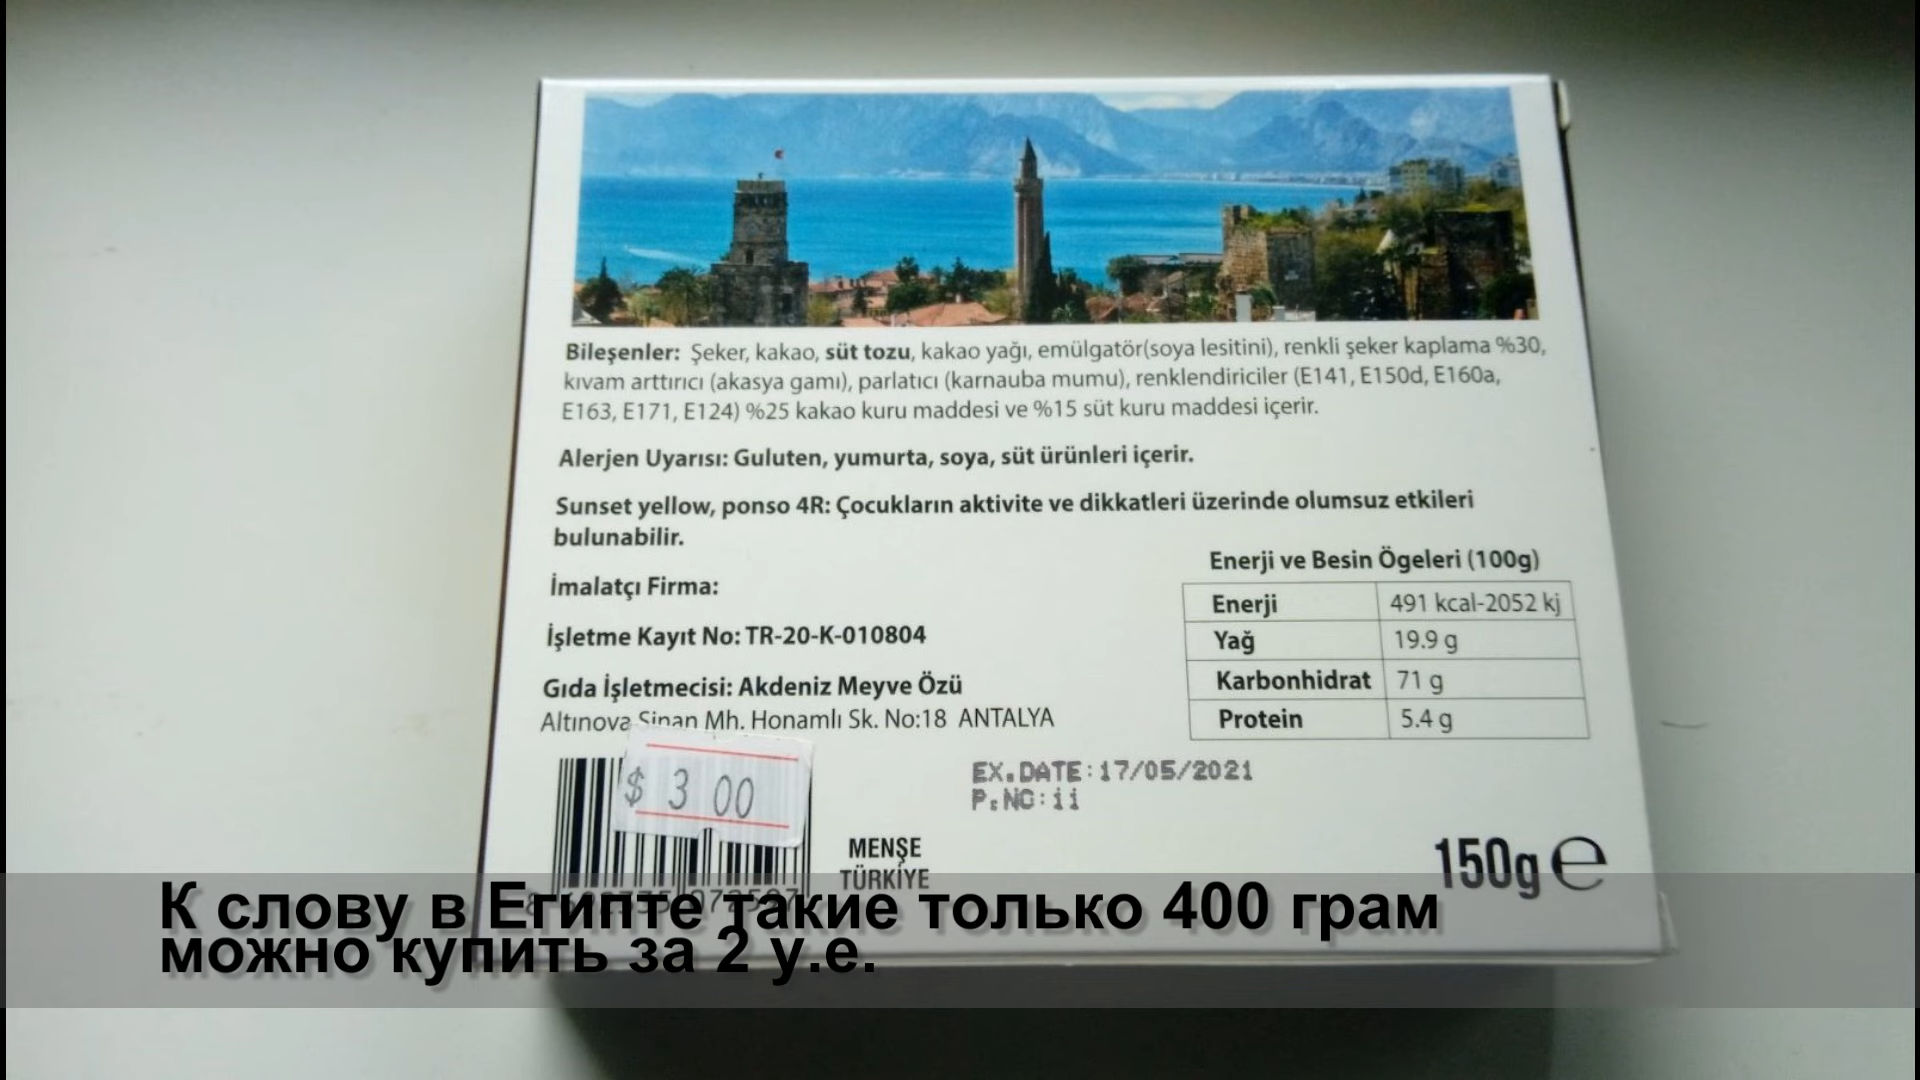 Bileşenler: Şeker, kakao, süt tozu, kakao yağı, emülgatör(soya lesitini), renkli şeker kaplama %30,
kıvam arttırıcı (akasya gamı), parlatıcı (karnauba mumu), renklendiriciler (E141, E150d, E160a,
E163, E171, E124) %25 kakao kuru maddesi ve %15 süt kuru maddesi içerir.
Alerjen Uyarısı: Guluten, yumurta, soya, süt ürünleri içerir.
Sunset yellow, ponso 4R: Çocukların aktivite ve dikkatleri üzerinde olumsuz etkileri
bulunabilir.
İmalatçı Firma:
İşletme Kayıt No: TR-20-K-010804
Gıda İşletmecisi: Akdeniz Meyve Özü
Altınova Sinan Mh. Honamlı Sk. No:18 ANTALYA
Enerji ve Besin Ögeleri (100g)
Enerji 491 kcal-2052 kj
Yağ 19.9 g
Karbonhidrat 71 g
Protein 5.4 g
$ 3 00
EX.DATE:17/05/2021
P.NO:ii
MENŞE
TÜRKİYE
150g e
К слову в Египте такие только 400 грам
можно купить за 2 у.е.